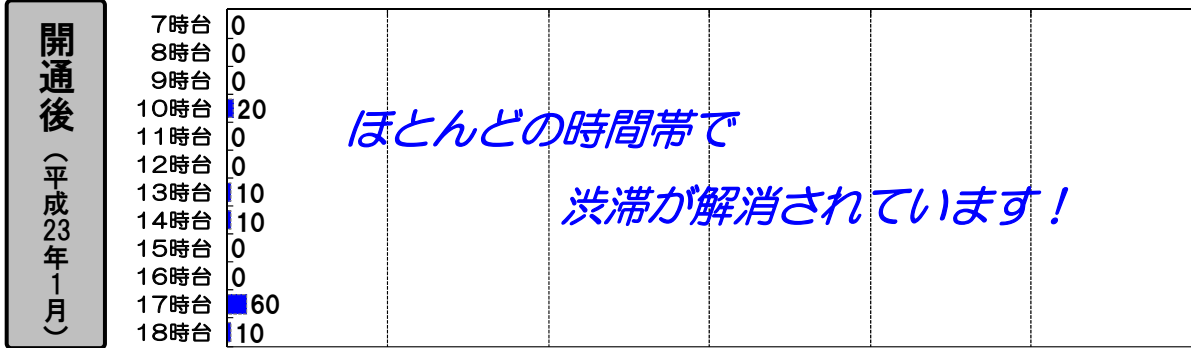 開通後（平成23年1月）
7時台 0
8時台 0
9時台 0
10時台 20
11時台 0
12時台 0
13時台 10
14時台 10
15時台 0
16時台 0
17時台 60
18時台 10
ほとんどの時間帯で
渋滞が解消されています！